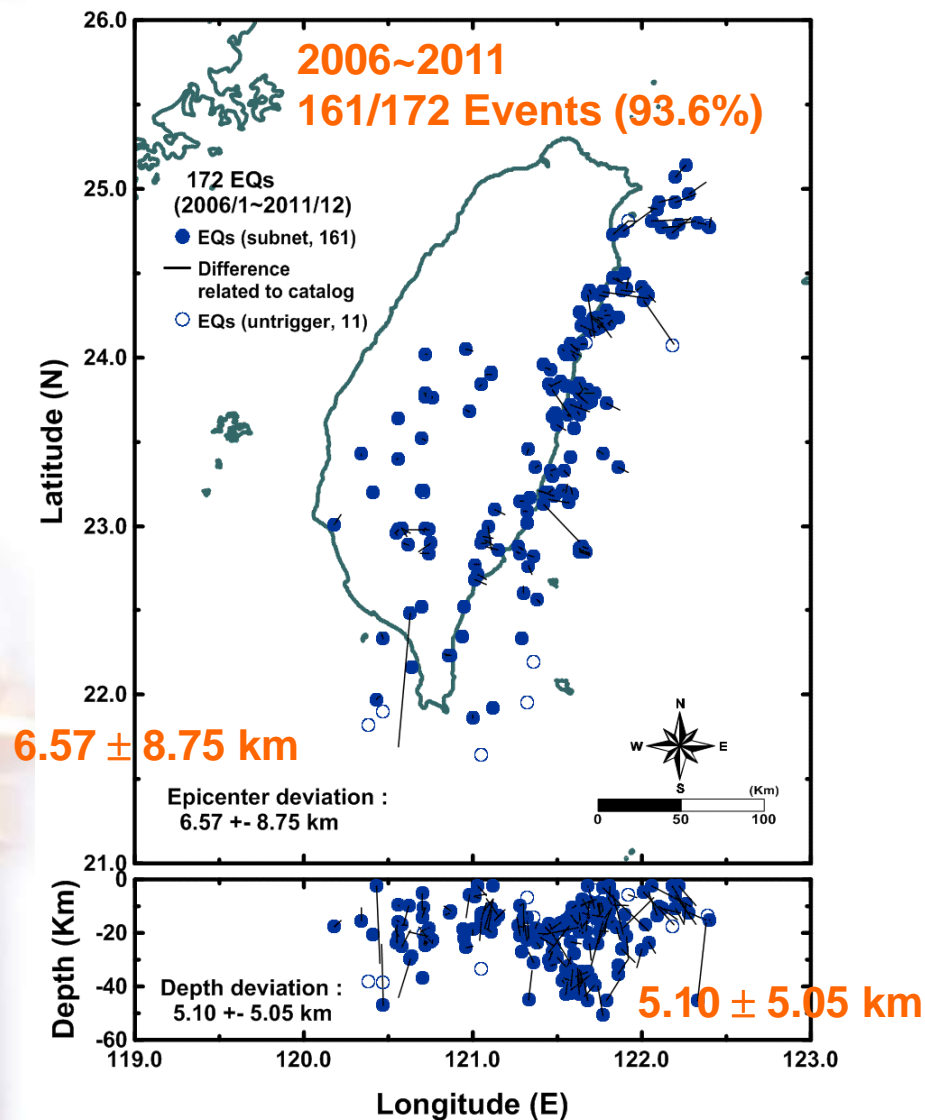 26.0
2006~2011
161/172 Events (93.6%)
25.0
172 EQs
(2006/1~2011/12)
EQs (subnet, 161)
Difference
related to catalog
EQs (untrigger, 11)
24.0
Latitude (N)
23.0
22.0
6.57 ± 8.75 km
N
W
E
S
Epicenter deviation :
6.57 +- 8.75 km
(Km)
0
50
100
21.0
0
-20
-40
-60
Depth (Km)
Depth deviation :
5.10 +- 5.05 km
5.10 ± 5.05 km
119.0
120.0
121.0
122.0
123.0
Longitude (E)